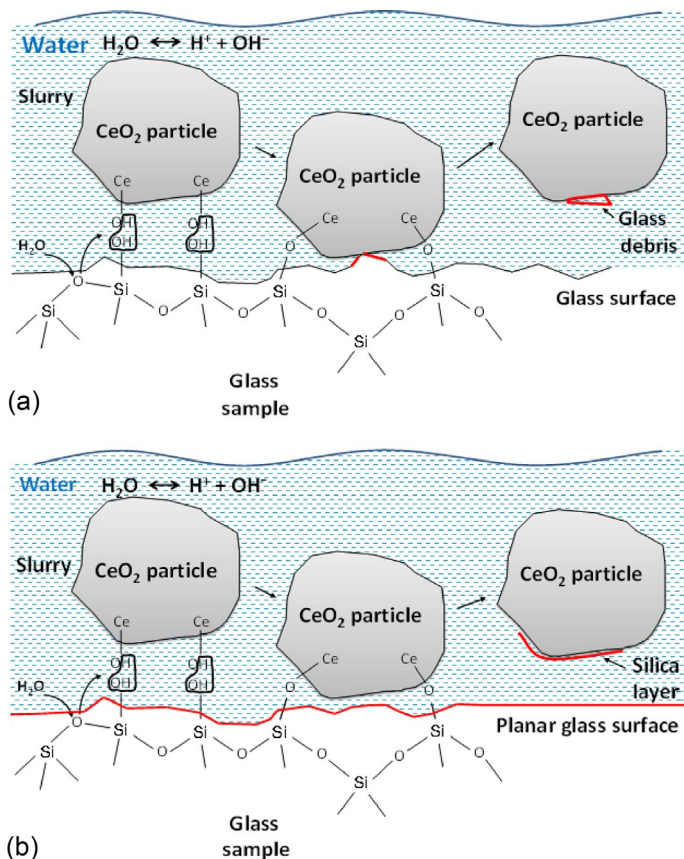 Water H₂O ↔ H⁺ + OH⁻
Slurry
CeO₂ particle
CeO₂ particle
CeO₂ particle
Ce Ce
Ce Ce
OH OH
OH OH
Glass
debris
H₂O
O O
O Si Si Si Si Glass surface
Si O O O O O
Si
Glass
sample
(a)
Water H₂O ↔ H⁺ + OH⁻
Slurry
CeO₂ particle
CeO₂ particle
CeO₂ particle
Ce Ce
Ce Ce
OH OH
OH OH
Silica
layer
H₂O
O O
O Si Si Si Si Planar glass surface
Si O O O O O
Si
Glass
sample
(b)